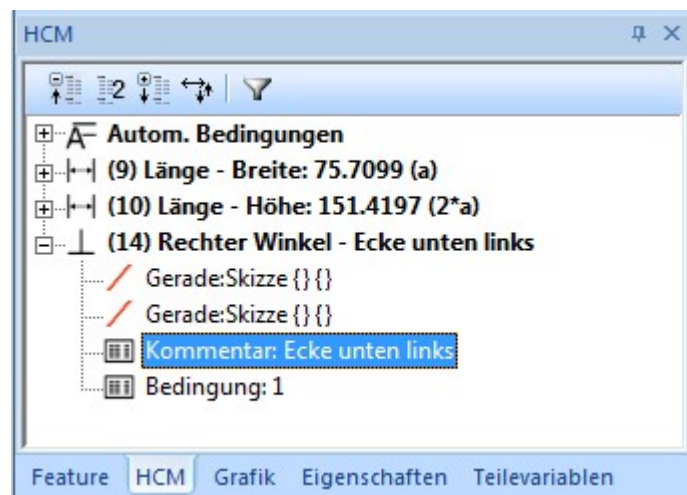 HCM
2
Autom. Bedingungen
(9) Länge - Breite: 75.7099 (a)
(10) Länge - Höhe: 151.4197 (2*a)
(14) Rechter Winkel - Ecke unten links
Gerade:Skizze {} {}
Gerade:Skizze {} {}
Kommentar: Ecke unten links
Bedingung: 1
Feature HCM Grafik Eigenschaften Teilevariablen